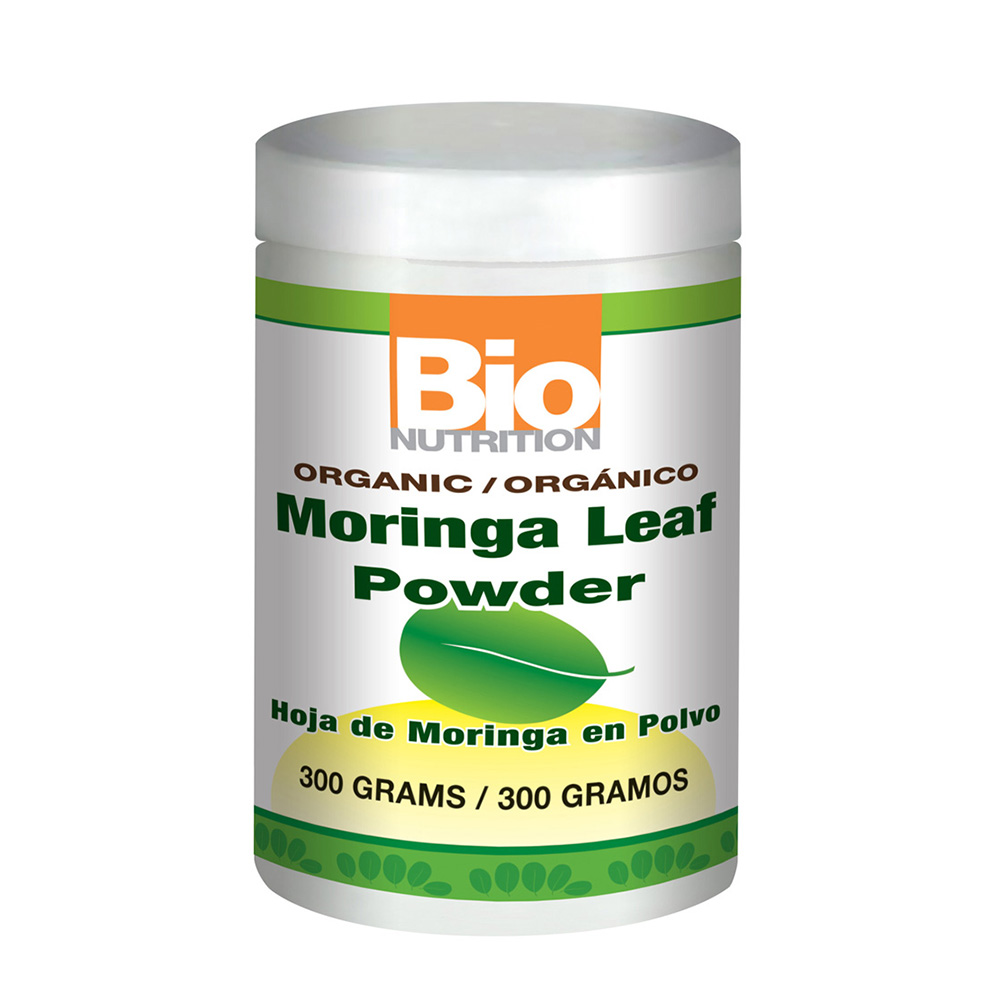 Bio
NUTRITION
ORGANIC / ORGÁNICO
Moringa Leaf
Powder
Hoja de Moringa en Polvo
300 GRAMS / 300 GRAMOS